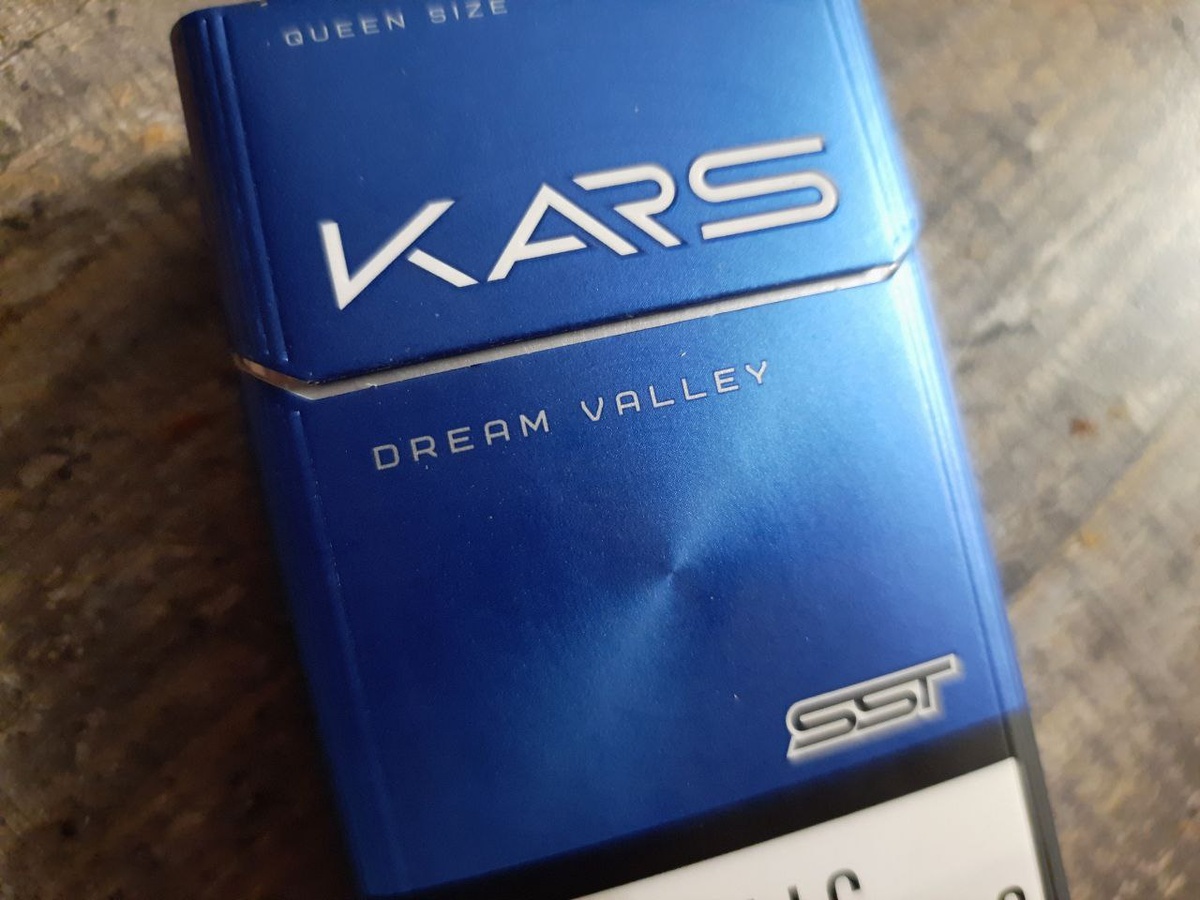 QUEEN SIZE
KARS
DREAM VALLEY
SST